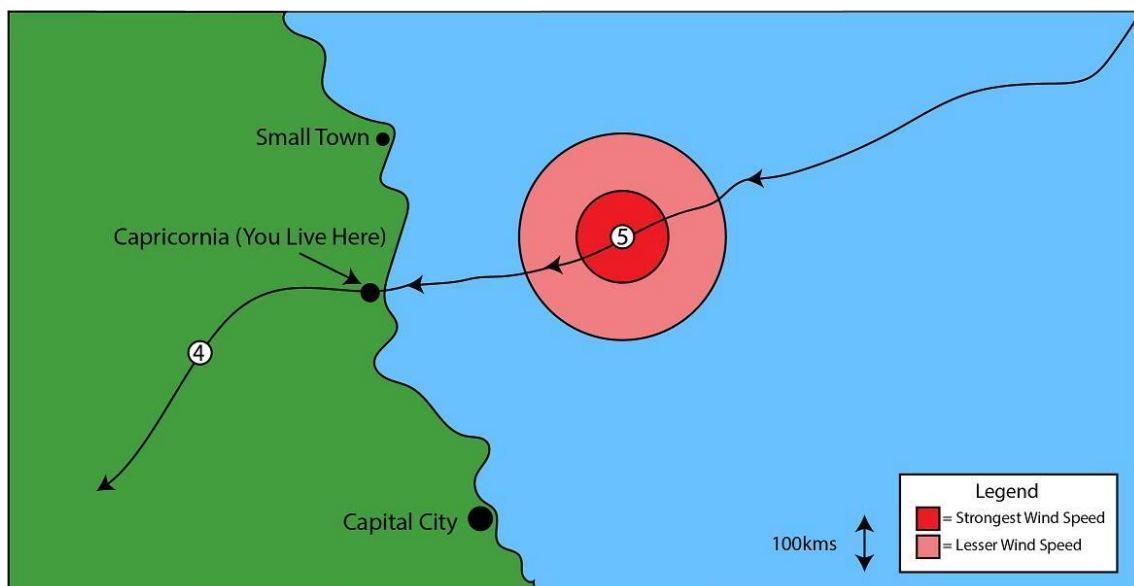 Small Town
Capricornia (You Live Here)
5
4
Capital City
100kms
Legend
= Strongest Wind Speed
= Lesser Wind Speed